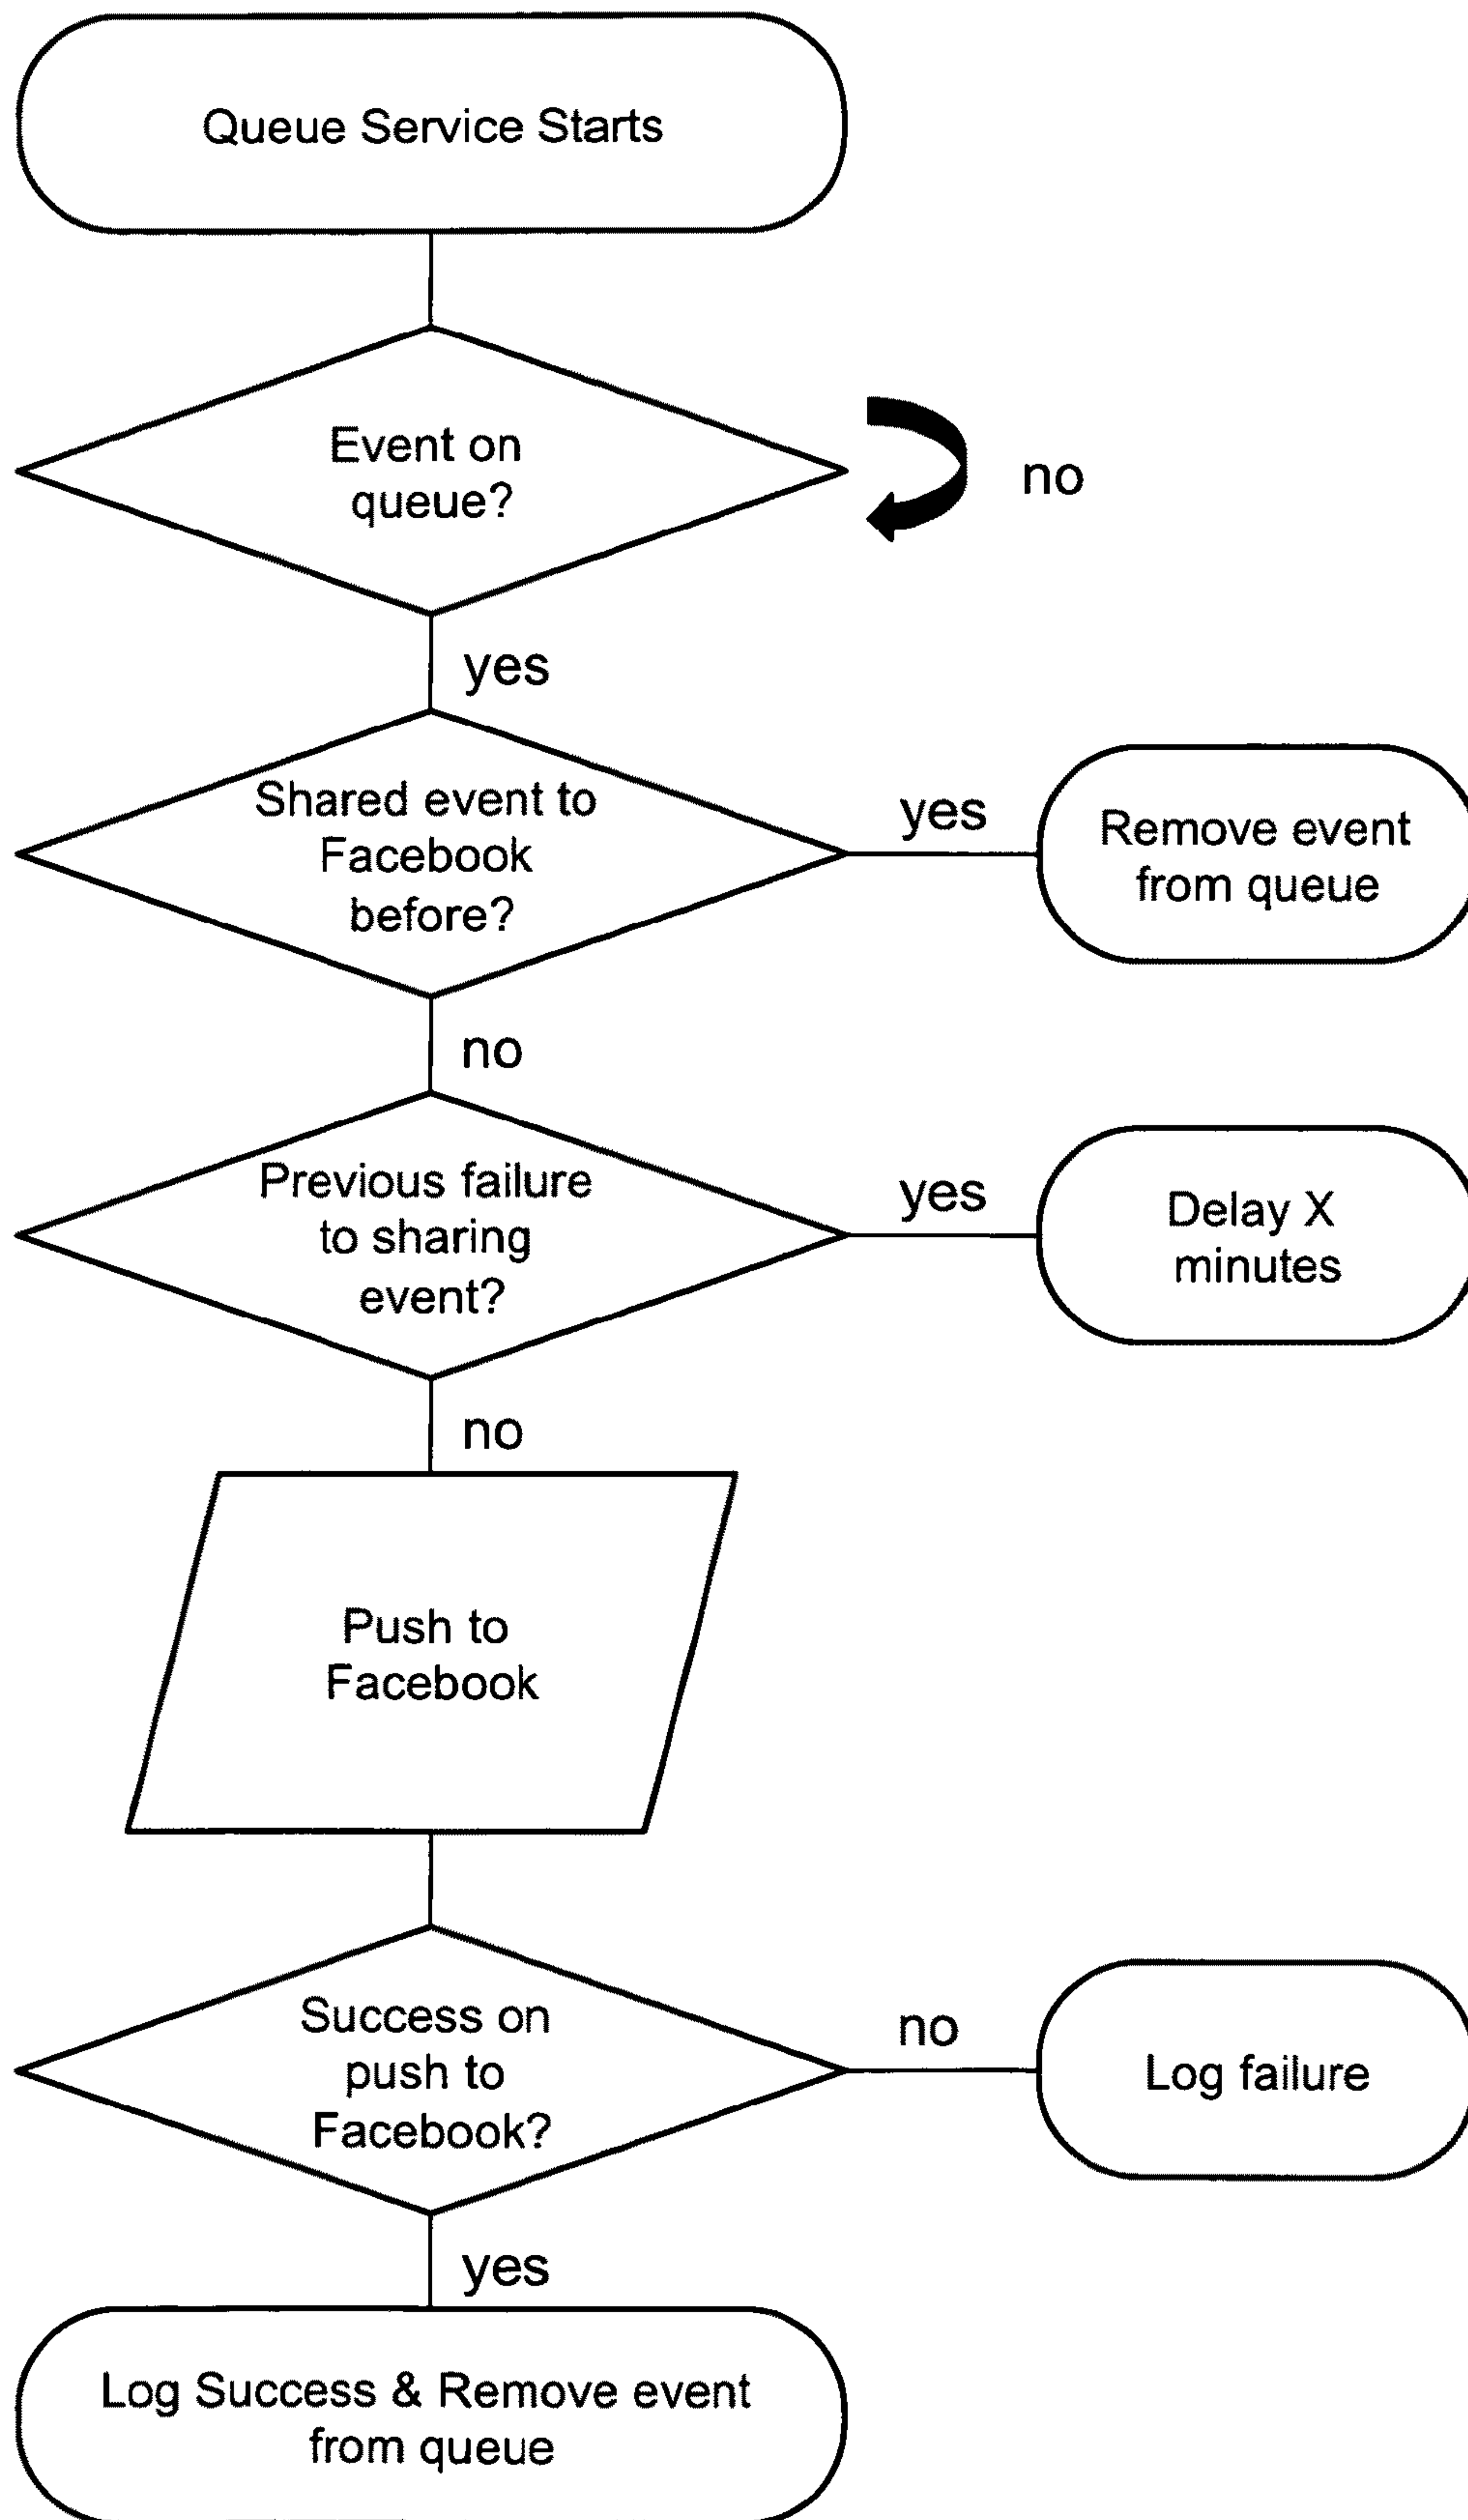 Queue Service Starts
Event on
queue?
no
yes
Shared event to
Facebook
before?
yes
Remove event
from queue
no
Previous failure
to sharing
event?
yes
Delay X
minutes
no
Push to
Facebook
Success on
push to
Facebook?
no
Log failure
yes
Log Success & Remove event
from queue